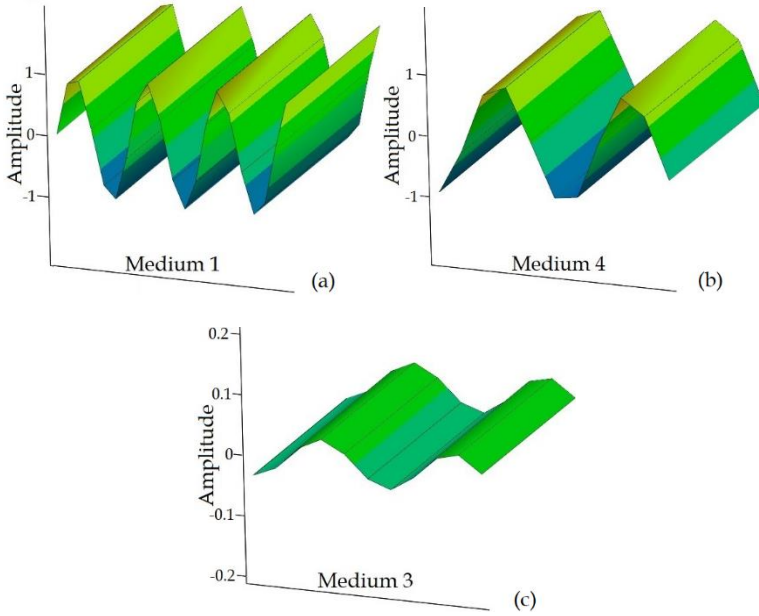 Amplitude
1
0
-1
Medium 1
(a)
Amplitude
1
0
-1
Medium 4
(b)
Amplitude
0.2
0.1
0
-0.1
-0.2
Medium 3
(c)